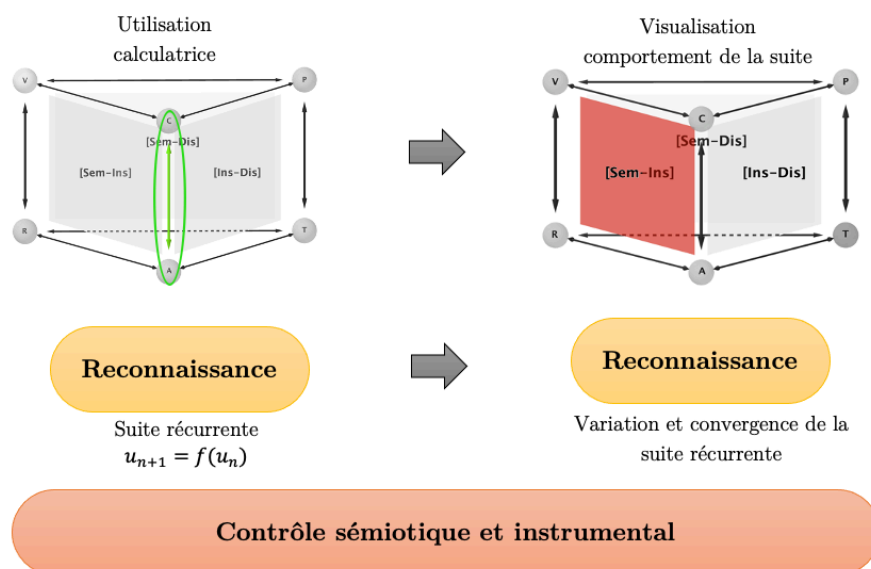 Utilisation
calculatrice
Visualisation
comportement de la suite
V
P
C
[Sem-Dis]
[Sem-Ins]
[Ins-Dis]
R
T
A
V
P
C
[Sem-Dis]
[Sem-Ins]
[Ins-Dis]
R
T
A
Reconnaissance
Reconnaissance
Suite récurrente
uₙ₊₁ = f(uₙ)
Variation et convergence de la
suite récurrente
Contrôle sémiotique et instrumental